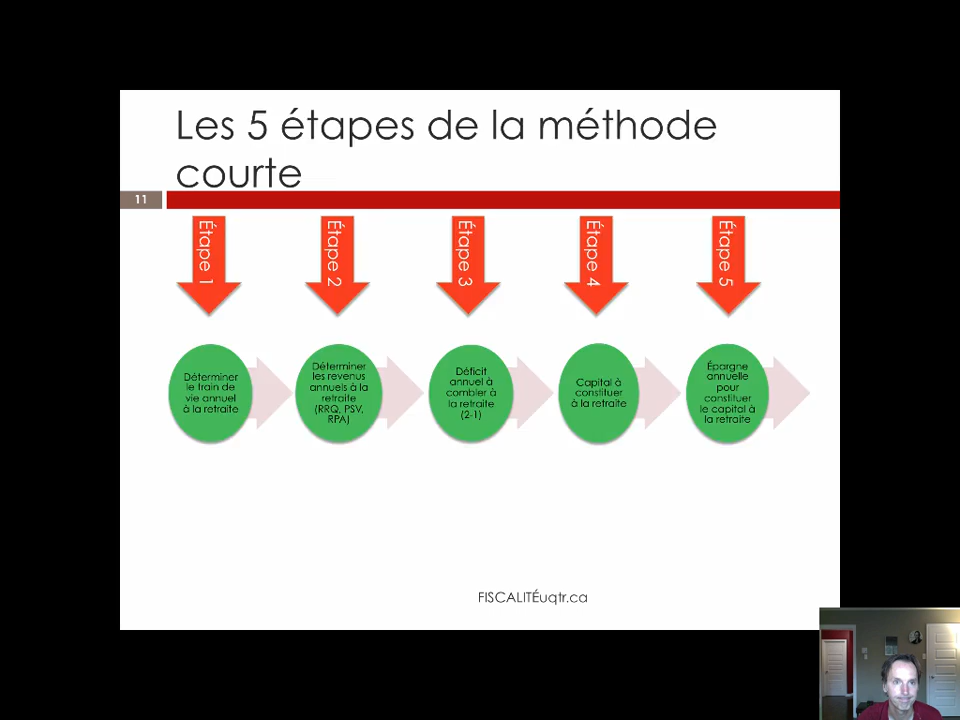 Les 5 étapes de la méthode
courte
11
Étape 1
Étape 2
Étape 3
Étape 4
Étape 5
Déterminer
le train de
vie annuel
à la retraite
Déterminer
les revenus
annuels à la
retraite
(RRQ, PSV,
RPA)
Déficit
annuel à
combler à
la retraite
(2-1)
Capital à
constituer
à la retraite
Épargne
annuelle
pour
constituer
le capital à
la retraite
FISCALITÉuqtr.ca